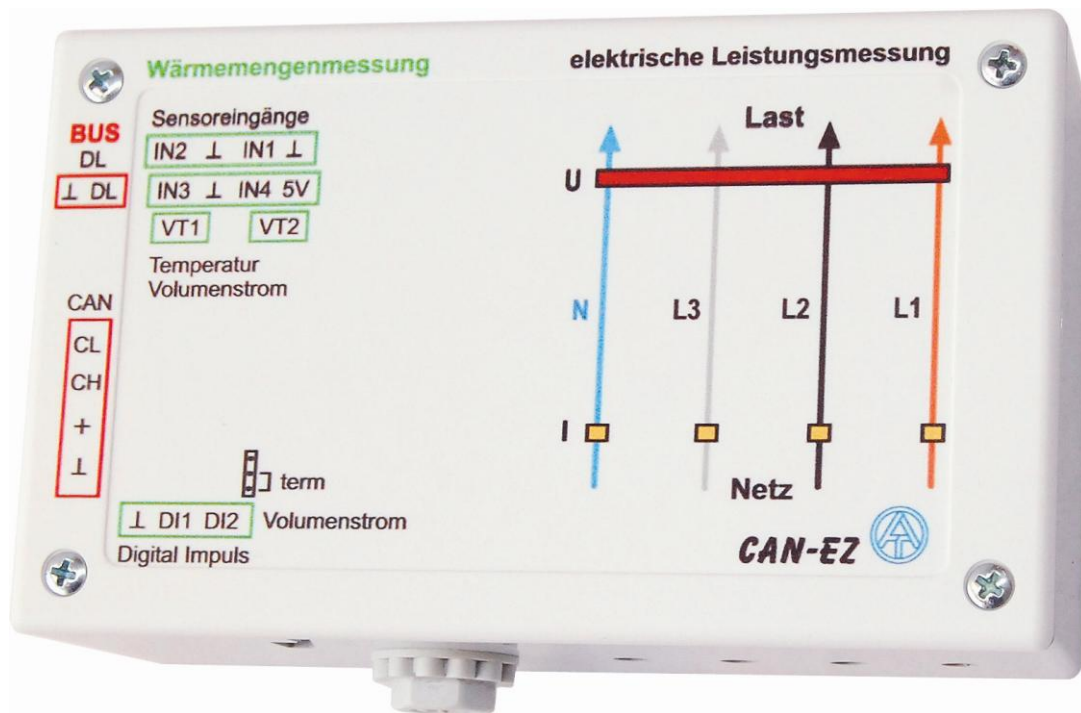 Wärmemengenmessung
elektrische Leistungsmessung
BUS
DL
⊥ DL
Sensoreingänge
IN2 ⊥ IN1 ⊥
IN3 ⊥ IN4 5V
VT1 VT2
Temperatur
Volumenstrom
CAN
CL
CH
+
⊥
term
⊥ DI1 DI2 Volumenstrom
Digital Impuls
Last
U
N L3 L2 L1
I
Netz
CAN-EZ TA